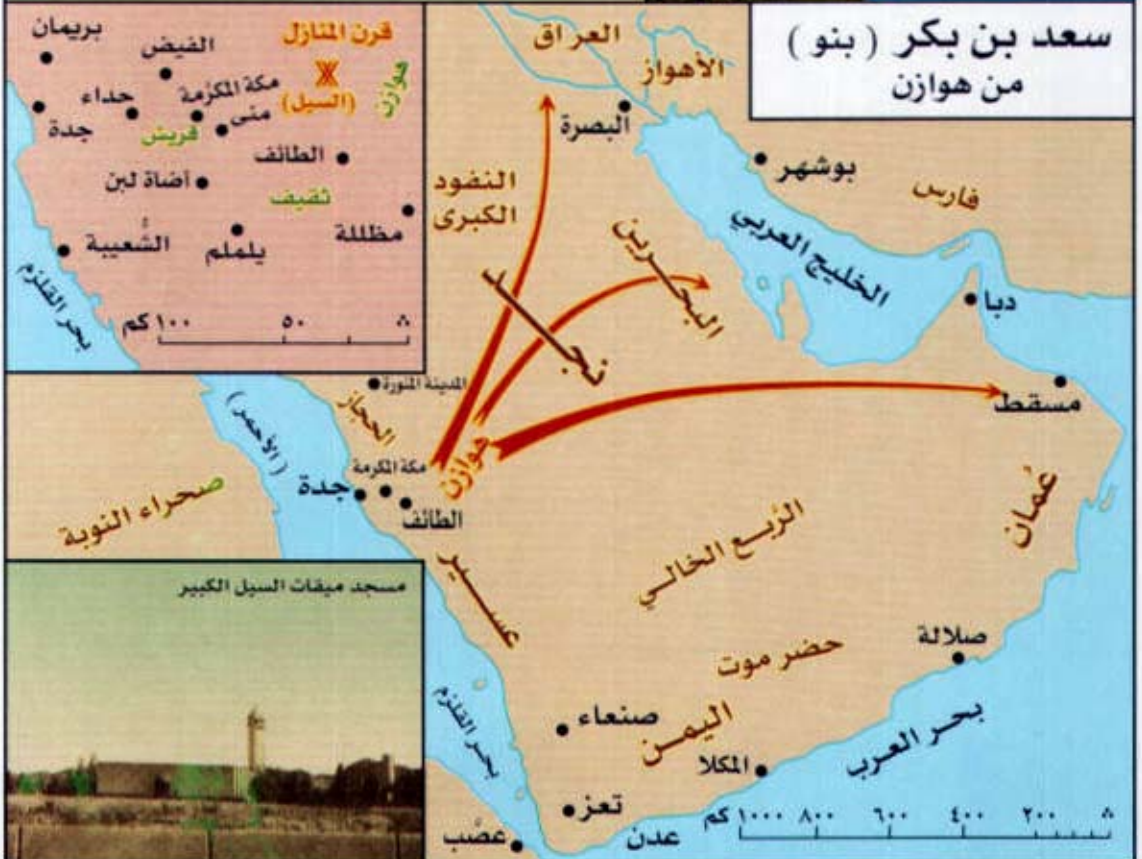 سعد بن بكر ( بنو )
من هوازن
بريمان
الفيض
قرن المنازل
(السيل)
هوازن
حداء
مكة المكرمة
منى
جدة
قريش
الطائف
أضاة لبن
ثقيف
مظللة
الشعيبة
يلملم
بحر القلزم
١٠٠ كم
٥٠
٠
العراق
الأهواز
البصرة
النفود
الكبرى
بوشهر
فارس
البحرين
الخليج العربي
نجد
دبا
مسقط
المدينة المنورة
الحجاز
(الأحمر)
هوازن
مكة المكرمة
جدة
الطائف
صحراء النوبة
عسير
الربع الخالي
عُمان
حضر موت
صلالة
صنعاء
اليمن
بحر العرب
المكلا
بحر القلزم
تعز
عدن
عصب
١٠٠٠ كم
٨٠٠
٦٠٠
٤٠٠
٢٠٠
٠
مسجد ميقات السيل الكبير